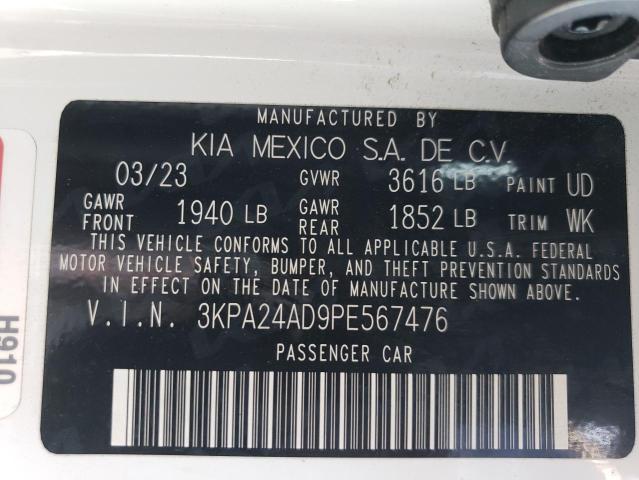 MANUFACTURED BY
KIA MEXICO S.A. DE C.V.
03/23 GVWR 3616 LB PAINT UD
GAWR FRONT 1940 LB GAWR REAR 1852 LB TRIM WK
THIS VEHICLE CONFORMS TO ALL APPLICABLE U.S.A. FEDERAL
MOTOR VEHICLE SAFETY, BUMPER, AND THEFT PREVENTION STANDARDS
IN EFFECT ON THE DATE OF MANUFACTURE SHOWN ABOVE.
V.I.N. 3KPA24AD9PE567476
PASSENGER CAR
H910